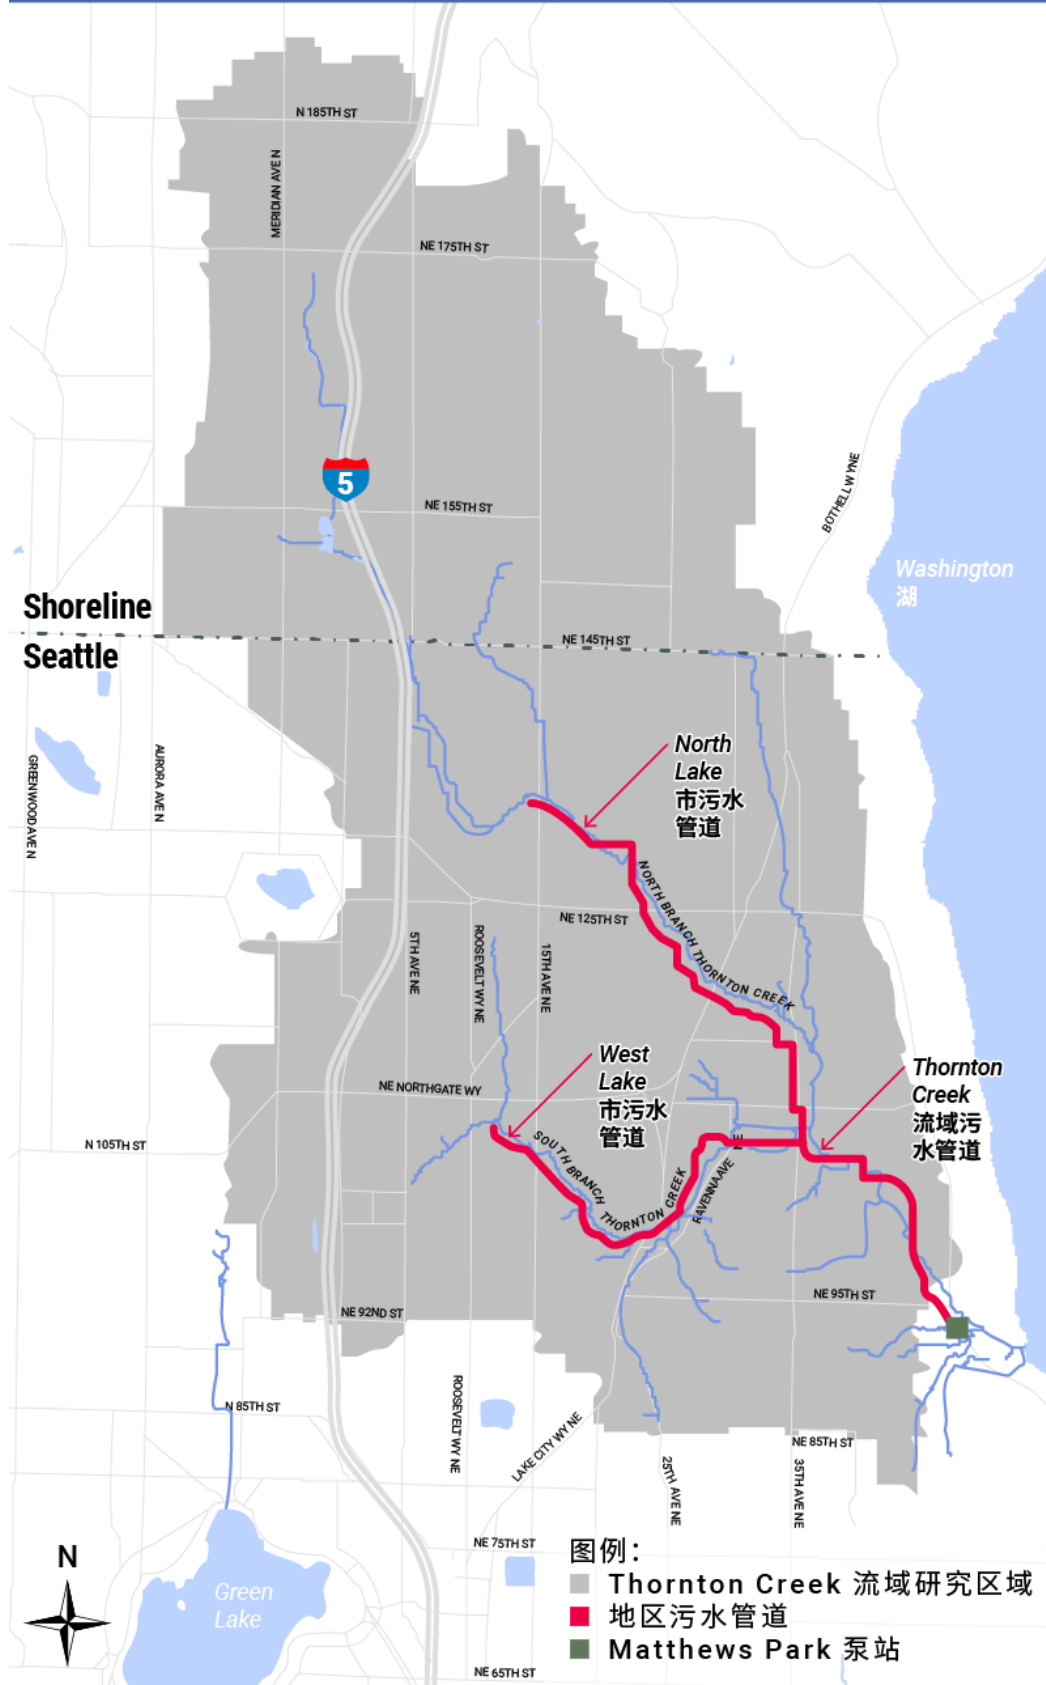 N 185TH ST
MERIDIAN AVE N
NE 175TH ST
5
NE 155TH ST
BOTHELL WY NE
Washington
湖
Shoreline
Seattle
NE 145TH ST
North
Lake
市污水
管道
GREENWOOD AVE N
AURORA AVE N
NORTH BRANCH THORNTON CREEK
NE 125TH ST
5TH AVE NE
ROOSEVELT WY NE
15TH AVE NE
West
Lake
市污水
管道
Thornton
Creek
流域污
水管道
NE NORTHGATE WY
N 105TH ST
SOUTH BRANCH THORNTON CREEK
RAVENNA AVE NE
NE 95TH ST
NE 92ND ST
N 85TH ST
ROOSEVELT WY NE
LAKE CITY WY NE
NE 85TH ST
25TH AVE NE
35TH AVE NE
NE 75TH ST
N
Green
Lake
图例：
Thornton Creek 流域研究区域
地区污水管道
Matthews Park 泵站
NE 65TH ST